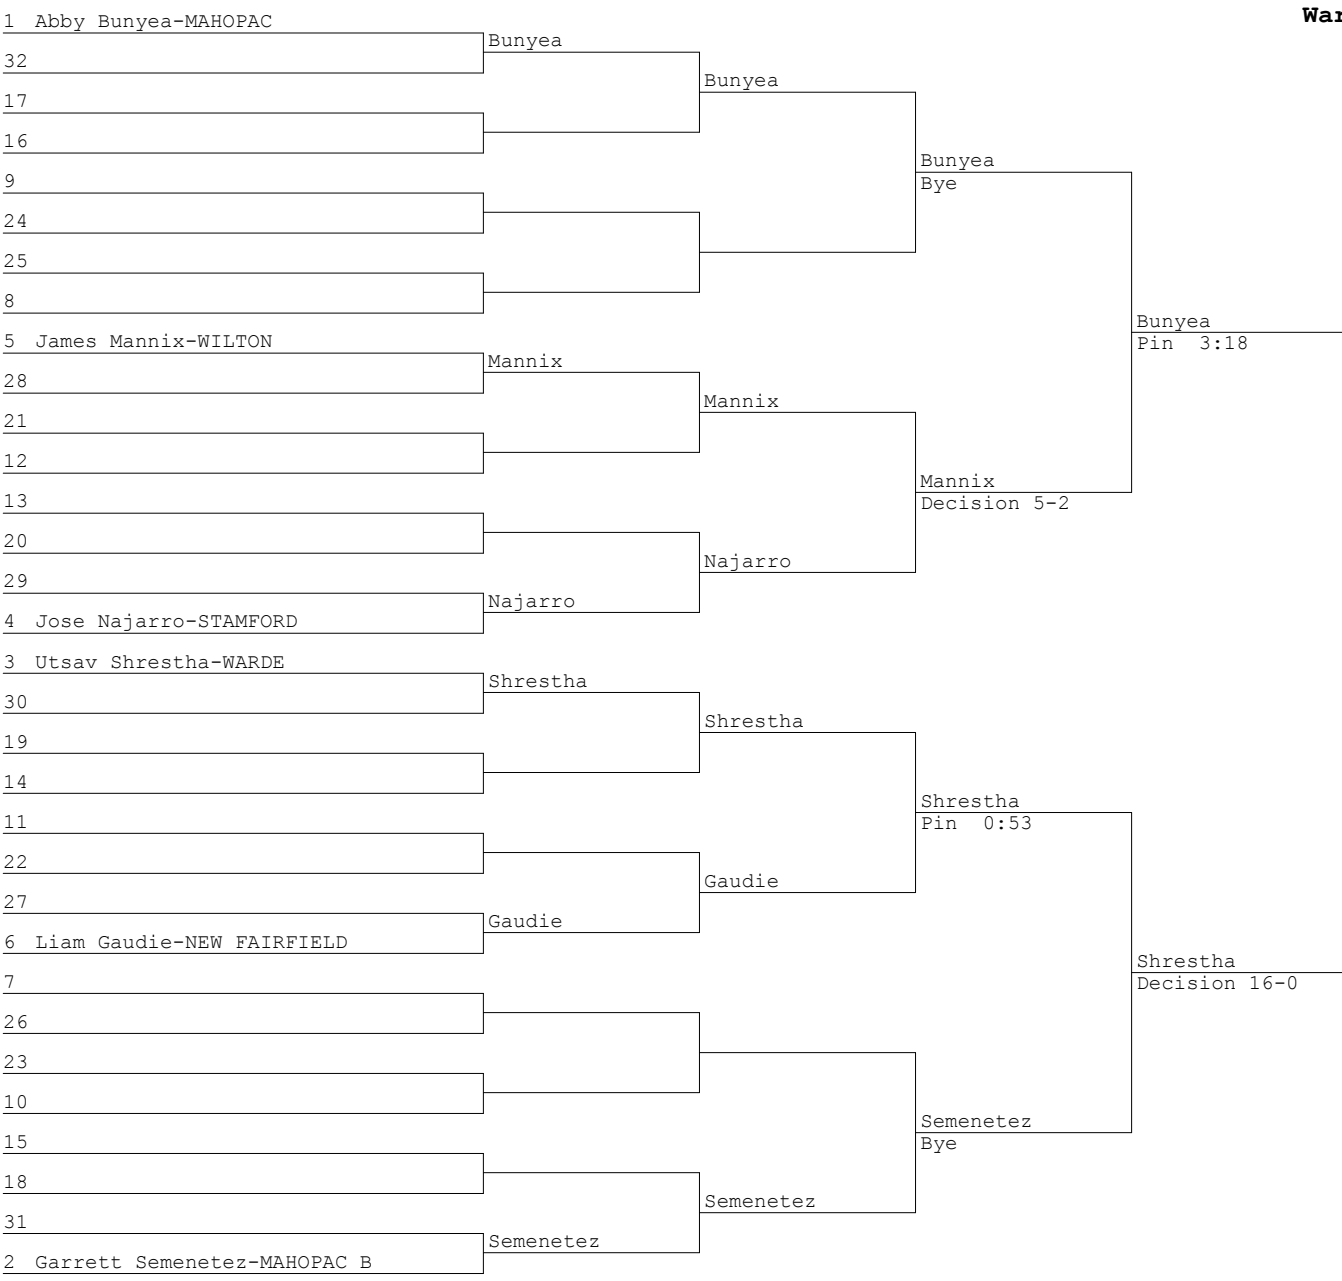 War
1 Abby Bunyea-MAHOPAC
Bunyea
32
Bunyea
17
16
Bunyea
9
Bye
24
25
8
Bunyea
5 James Mannix-WILTON
Pin 3:18
Mannix
28
Mannix
21
12
Mannix
13
Decision 5-2
20
Najarro
29
Najarro
4 Jose Najarro-STAMFORD
3 Utsav Shrestha-WARDE
Shrestha
30
Shrestha
19
14
Shrestha
11
Pin 0:53
22
Gaudie
27
Gaudie
6 Liam Gaudie-NEW FAIRFIELD
Shrestha
7
Decision 16-0
26
23
10
Semenetez
15
Bye
18
Semenetez
31
Semenetez
2 Garrett Semenetez-MAHOPAC B